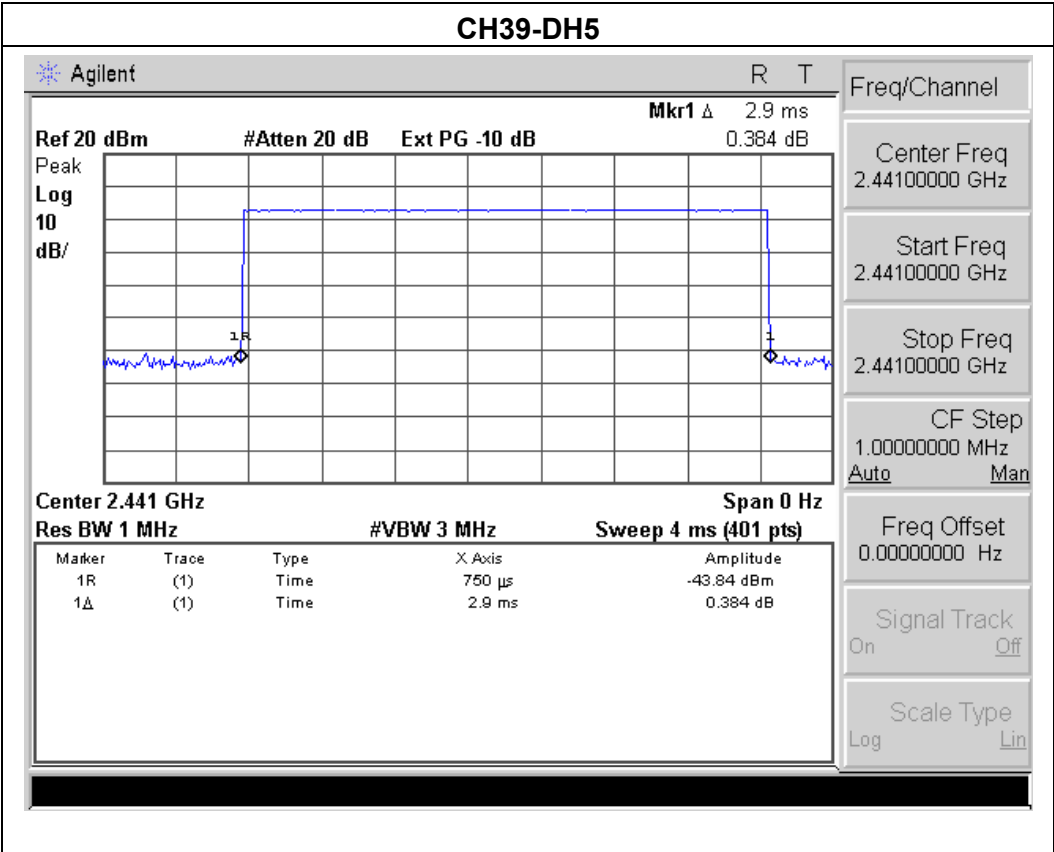 CH39-DH5
Agilent R T
Mkr1 Δ 2.9 ms
Ref 20 dBm #Atten 20 dB Ext PG -10 dB 0.384 dB
Peak
Log
10
dB/
1R
1
Center 2.441 GHz Span 0 Hz
Res BW 1 MHz #VBW 3 MHz Sweep 4 ms (401 pts)
Marker Trace Type X Axis Amplitude
1R (1) Time 750 µs -43.84 dBm
1Δ (1) Time 2.9 ms 0.384 dB
Freq/Channel
Center Freq
2.44100000 GHz
Start Freq
2.44100000 GHz
Stop Freq
2.44100000 GHz
CF Step
1.00000000 MHz
Auto Man
Freq Offset
0.00000000 Hz
Signal Track
On Off
Scale Type
Log Lin